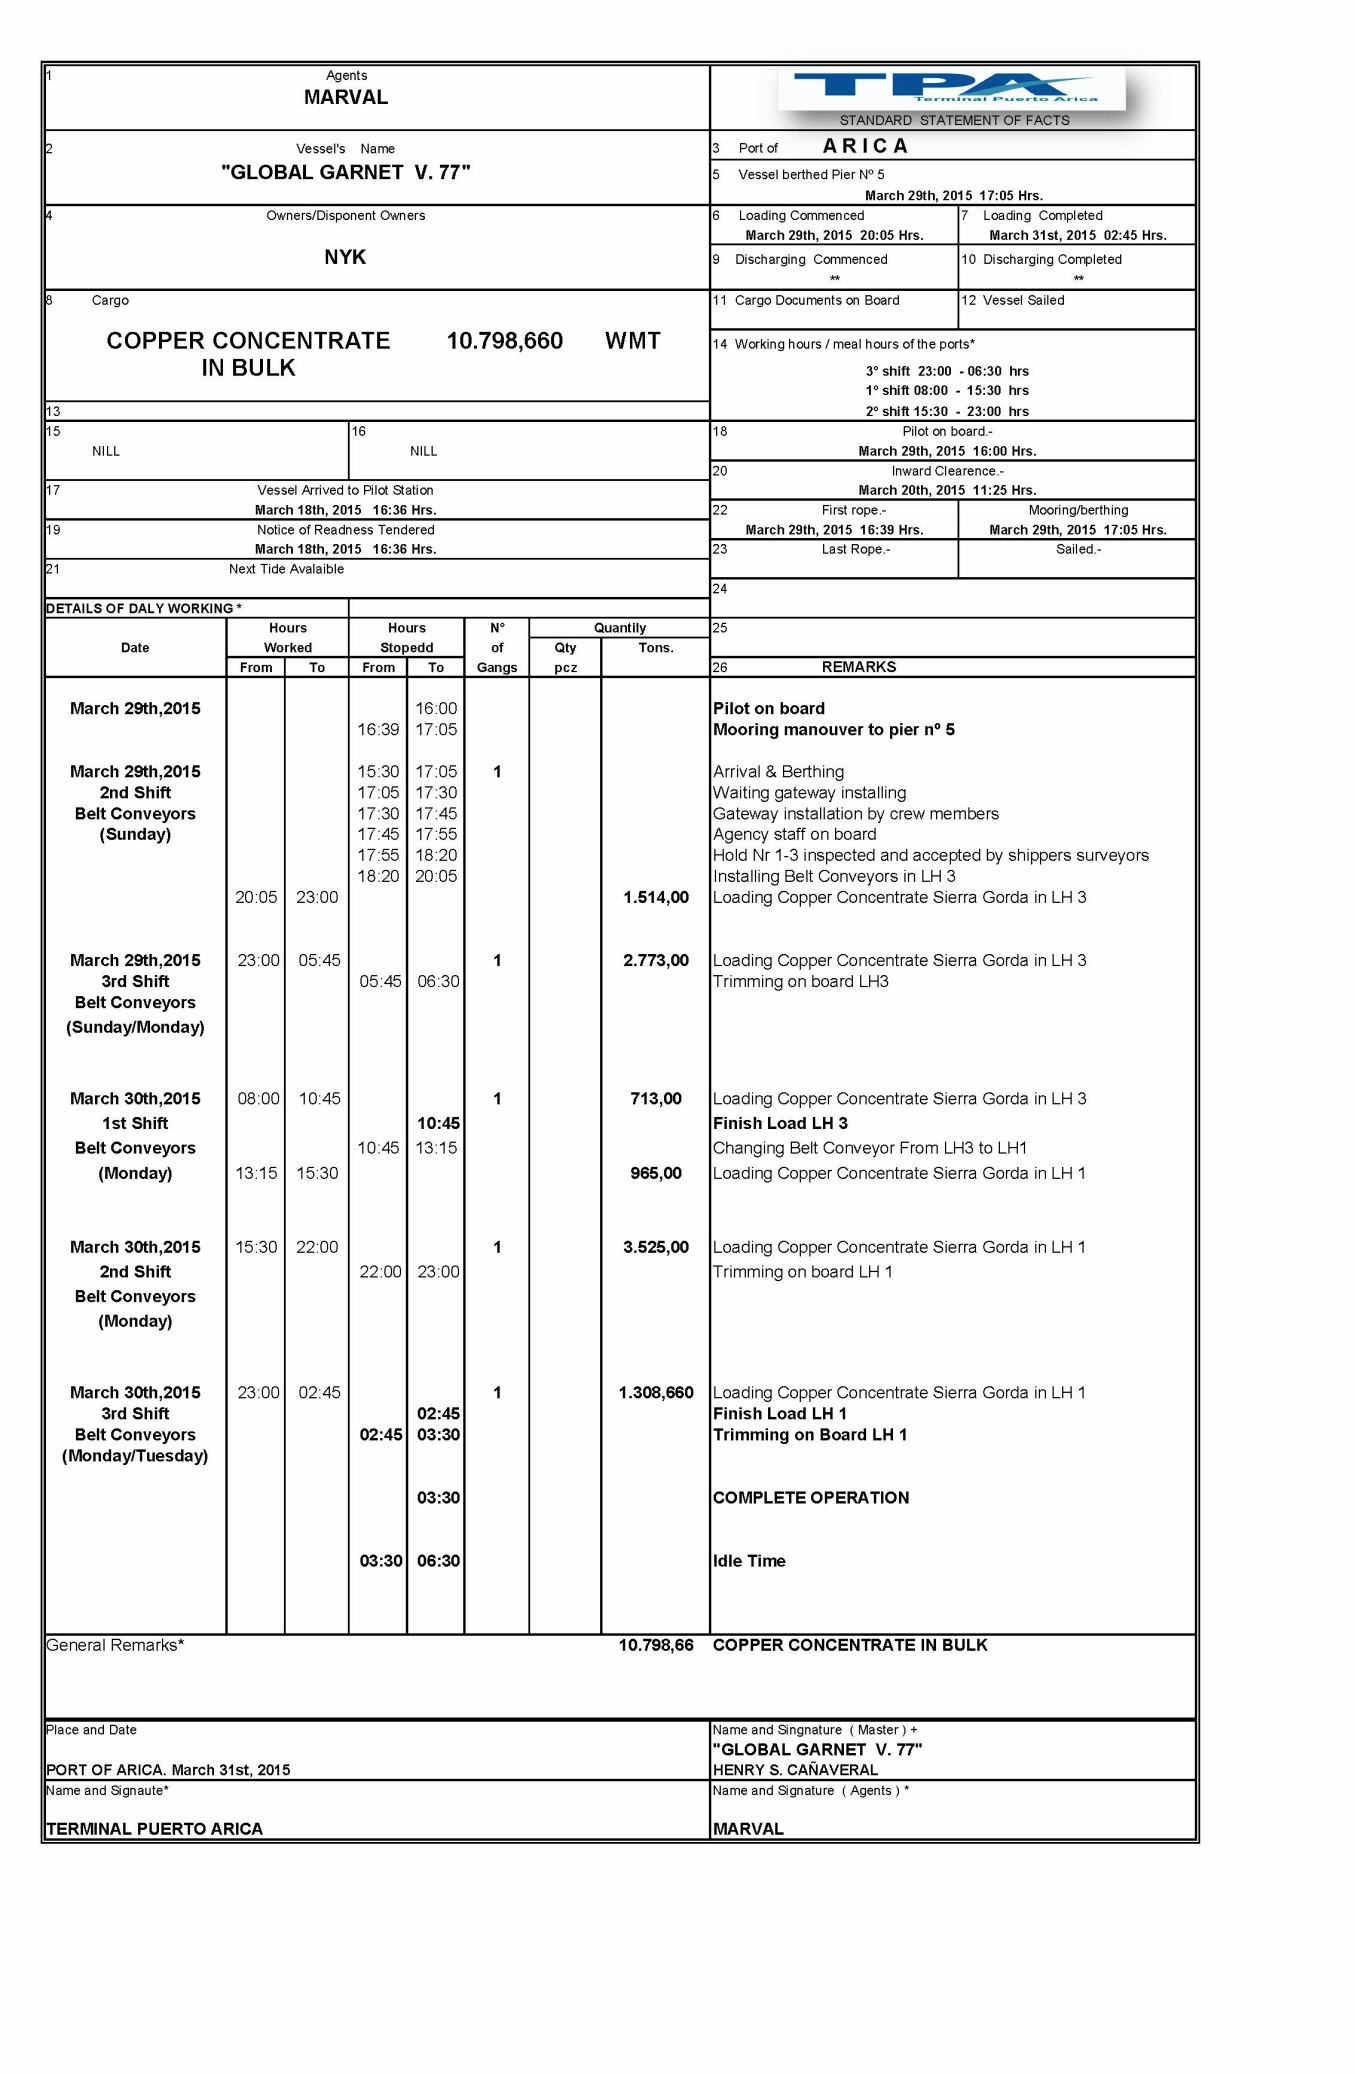 1 Agents
MARVAL
TPA
Terminal Puerto Arica
STANDARD STATEMENT OF FACTS
2 Vessel's Name
"GLOBAL GARNET V. 77"
3 Port of ARICA
5 Vessel berthed Pier Nº 5
March 29th, 2015 17:05 Hrs.
4 Owners/Disponent Owners
NYK
6 Loading Commenced
March 29th, 2015 20:05 Hrs.
7 Loading Completed
March 31st, 2015 02:45 Hrs.
9 Discharging Commenced
**
10 Discharging Completed
**
8 Cargo
COPPER CONCENTRATE 10.798,660 WMT
IN BULK
11 Cargo Documents on Board
12 Vessel Sailed
14 Working hours / meal hours of the ports*
3º shift 23:00 - 06:30 hrs
1º shift 08:00 - 15:30 hrs
2º shift 15:30 - 23:00 hrs
13
15
NILL
16
NILL
18 Pilot on board.-
March 29th, 2015 16:00 Hrs.
20 Inward Clearence.-
March 20th, 2015 11:25 Hrs.
17 Vessel Arrived to Pilot Station
March 18th, 2015 16:36 Hrs.
22 First rope.-
March 29th, 2015 16:39 Hrs.
Mooring/berthing
March 29th, 2015 17:05 Hrs.
19 Notice of Readness Tendered
March 18th, 2015 16:36 Hrs.
23 Last Rope.-
Sailed.-
21 Next Tide Avalaible
24
DETAILS OF DALY WORKING *
25
Hours Hours N° Quantily
Date Worked Stopedd of Qty Tons.
From To From To Gangs pcz
26 REMARKS
March 29th,2015 16:00 Pilot on board
16:39 17:05 Mooring manouver to pier nº 5
March 29th,2015 15:30 17:05 1 Arrival & Berthing
2nd Shift 17:05 17:30 Waiting gateway installing
Belt Conveyors 17:30 17:45 Gateway installation by crew members
(Sunday) 17:45 17:55 Agency staff on board
17:55 18:20 Hold Nr 1-3 inspected and accepted by shippers surveyors
18:20 20:05 Installing Belt Conveyors in LH 3
20:05 23:00 1.514,00 Loading Copper Concentrate Sierra Gorda in LH 3
March 29th,2015 23:00 05:45 1 2.773,00 Loading Copper Concentrate Sierra Gorda in LH 3
3rd Shift 05:45 06:30 Trimming on board LH3
Belt Conveyors
(Sunday/Monday)
March 30th,2015 08:00 10:45 1 713,00 Loading Copper Concentrate Sierra Gorda in LH 3
1st Shift 10:45 Finish Load LH 3
Belt Conveyors 10:45 13:15 Changing Belt Conveyor From LH3 to LH1
(Monday) 13:15 15:30 965,00 Loading Copper Concentrate Sierra Gorda in LH 1
March 30th,2015 15:30 22:00 1 3.525,00 Loading Copper Concentrate Sierra Gorda in LH 1
2nd Shift 22:00 23:00 Trimming on board LH 1
Belt Conveyors
(Monday)
March 30th,2015 23:00 02:45 1 1.308,660 Loading Copper Concentrate Sierra Gorda in LH 1
3rd Shift 02:45 Finish Load LH 1
Belt Conveyors 02:45 03:30 Trimming on Board LH 1
(Monday/Tuesday)
03:30 COMPLETE OPERATION
03:30 06:30 Idle Time
General Remarks* 10.798,66 COPPER CONCENTRATE IN BULK
Place and Date
PORT OF ARICA. March 31st, 2015
Name and Singnature ( Master ) +
"GLOBAL GARNET V. 77"
HENRY S. CAÑAVERAL
Name and Signaute*
TERMINAL PUERTO ARICA
Name and Signature ( Agents ) *
MARVAL